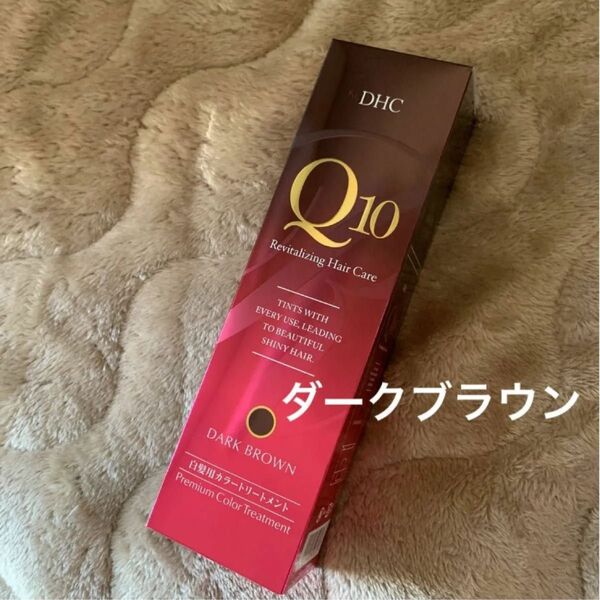 DHC
Q10
Revitalizing Hair Care
TINTS WITH
EVERY USE, LEADING
TO BEAUTIFUL
SHINY HAIR.
ダークブラウン
DARK BROWN
白髪用カラートリートメント
Premium Color Treatment